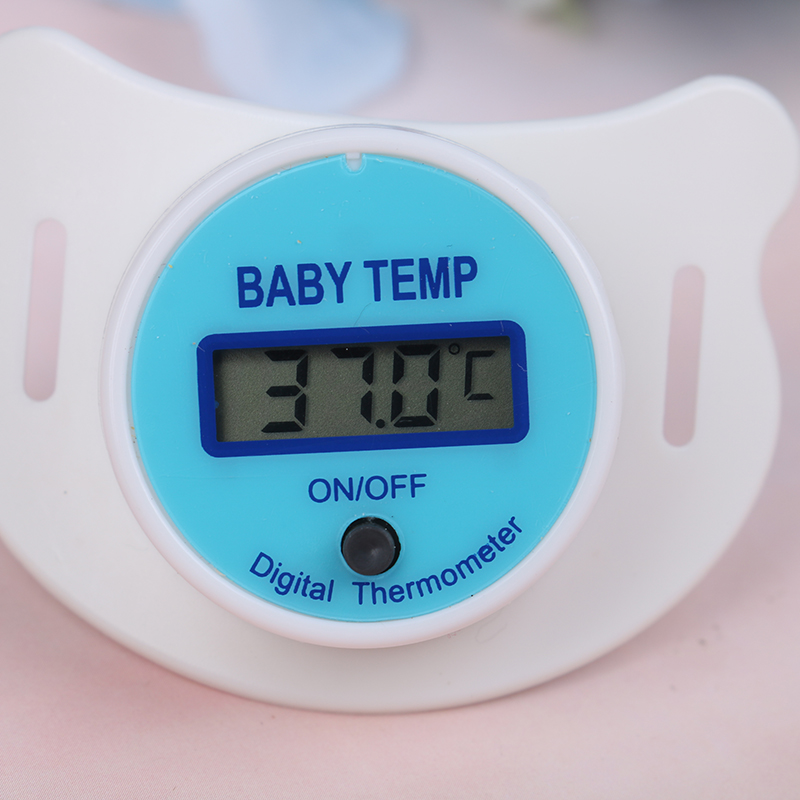 BABY TEMP
37.0°C
ON/OFF
Digital Thermometer